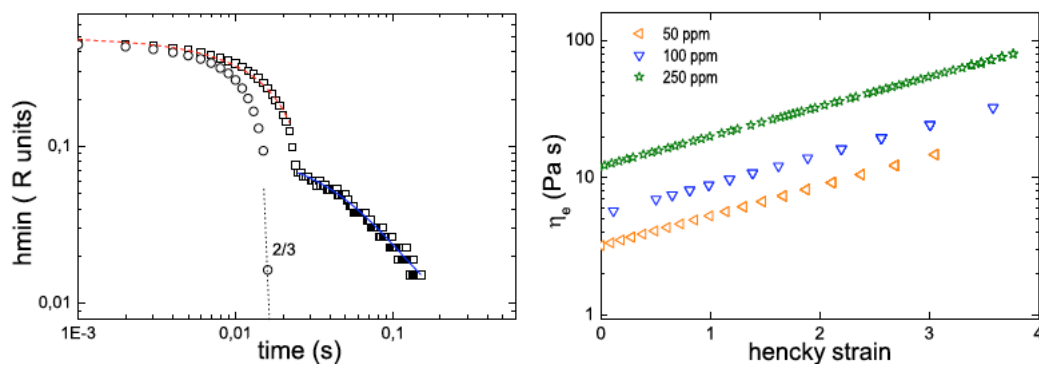 hmin ( R units)
0,1
0,01
2/3
1E-3
0,01
0,1
time (s)
50 ppm
100 ppm
250 ppm
ηe (Pa s)
100
10
1
0
1
2
3
4
hencky strain